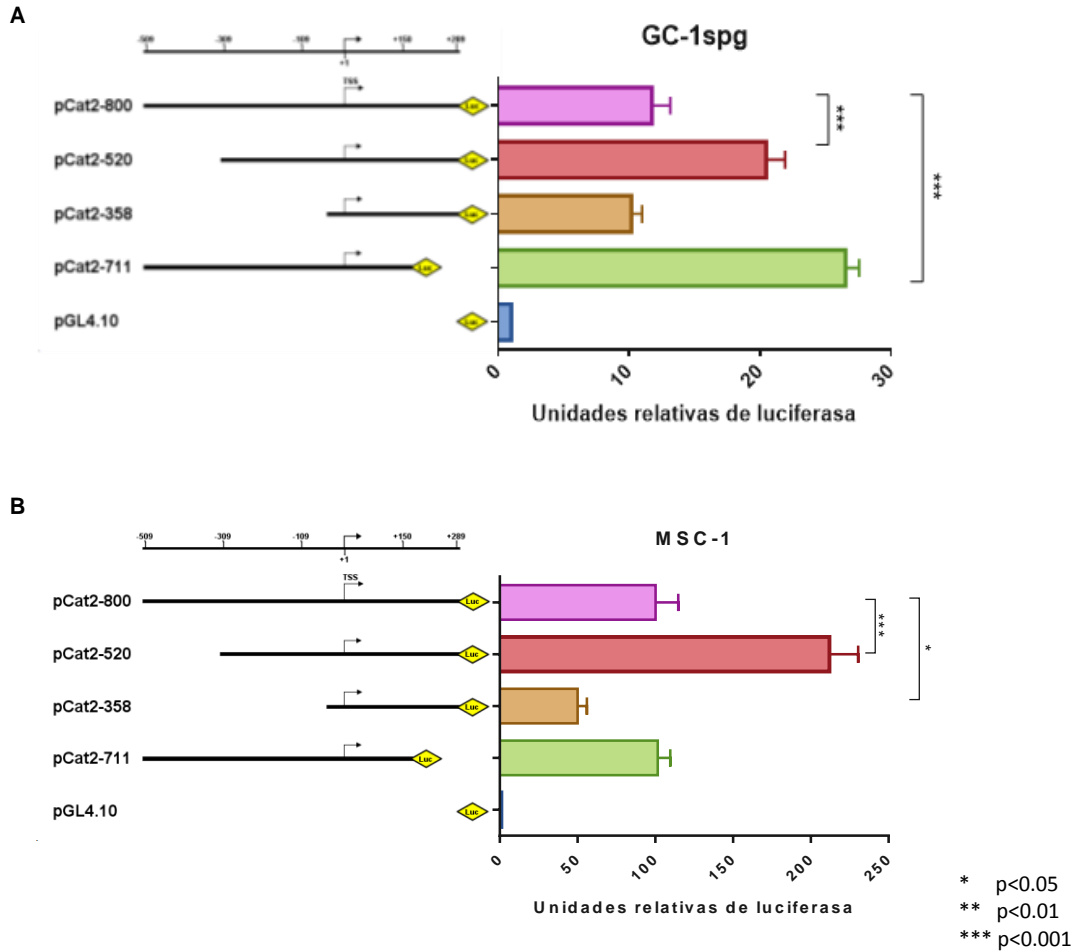 A
GC-1spg
-509 -309 -109 +150 +289
+1
TSS
pCat2-800 Luc
***
***
pCat2-520 Luc
pCat2-358 Luc
pCat2-711 Luc
pGL4.10 Luc
0 10 20 30
Unidades relativas de luciferasa
B
MSC-1
-509 -309 -109 +150 +289
+1
TSS
pCat2-800 Luc
***
*
pCat2-520 Luc
pCat2-358 Luc
pCat2-711 Luc
pGL4.10 Luc
0 50 100 150 200 250
Unidades relativas de luciferasa
* p<0.05
** p<0.01
*** p<0.001